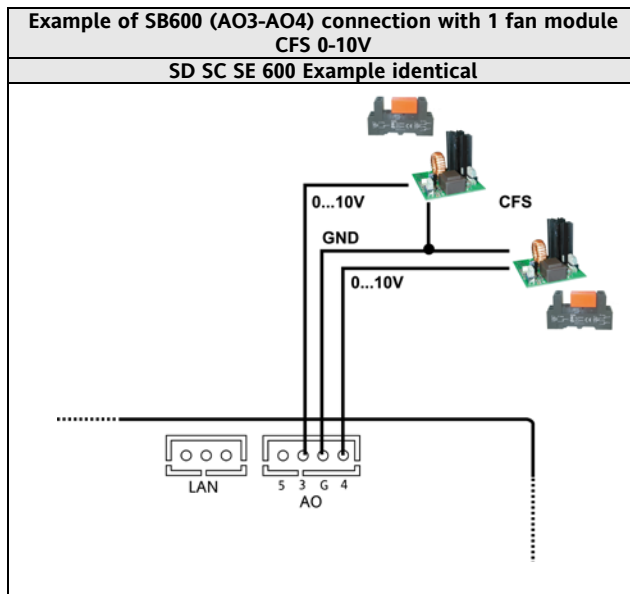 Example of SB600 (AO3-AO4) connection with 1 fan module
CFS 0-10V
SD SC SE 600 Example identical
0...10V
CFS
GND
0...10V
LAN
5 3 G 4
AO